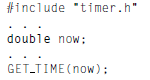 #include "timer.h"
. . .
double now;
. . .
GET_TIME(now);